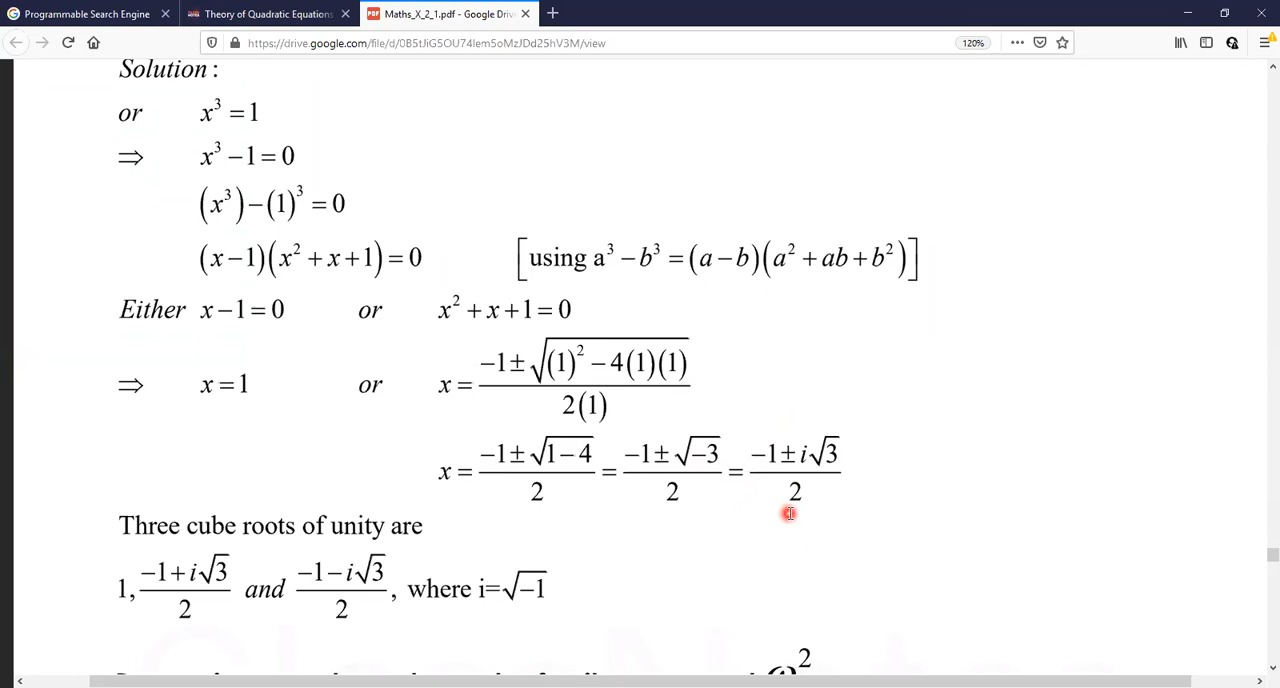 Programmable Search Engine
Theory of Quadratic Equations
Maths_X_2_1.pdf - Google Drive
https://drive.google.com/file/d/0B5tJiG5OU74lem5oMzJDd25hV3M/view
120%
Solution :
or x³ = 1
⇒ x³ − 1 = 0
(x³) − (1)³ = 0
(x − 1)(x² + x + 1) = 0 [using a³ − b³ = (a − b)(a² + ab + b²)]
Either x − 1 = 0 or x² + x + 1 = 0
⇒ x = 1 or x = (−1 ± √((1)² − 4(1)(1))) / 2(1)
x = (−1 ± √(1 − 4)) / 2 = (−1 ± √−3) / 2 = (−1 ± i√3) / 2
Three cube roots of unity are
1, (−1 + i√3) / 2 and (−1 − i√3) / 2, where i=√−1